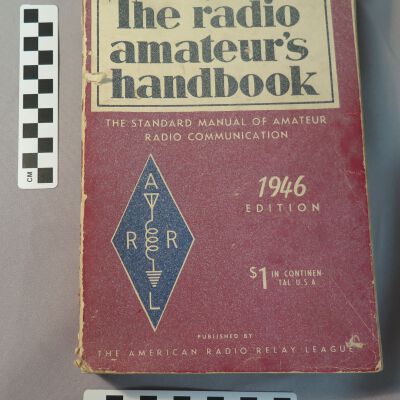 The radio
amateur's
handbook
THE STANDARD MANUAL OF AMATEUR
RADIO COMMUNICATION
1946
EDITION
A
R R
L
$1 IN CONTINEN-
TAL U.S.A.
PUBLISHED BY
THE AMERICAN RADIO RELAY LEAGUE
CM